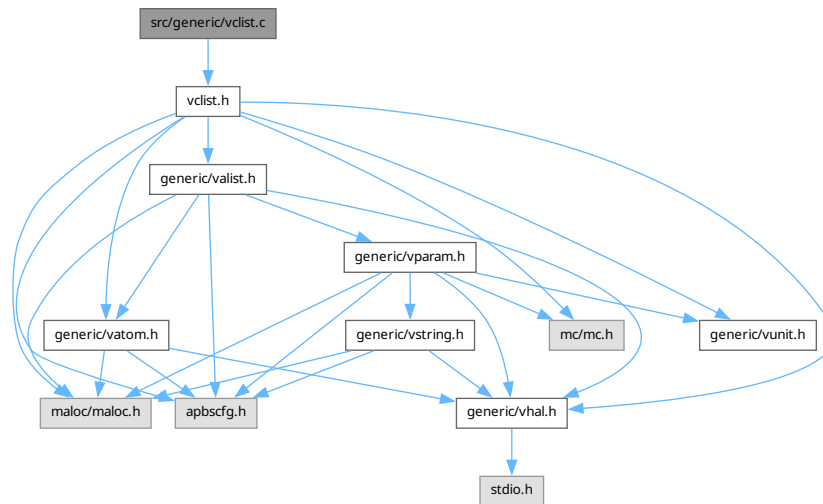 src/generic/vclist.c
vclist.h
generic/valist.h
generic/vparam.h
generic/vatom.h
generic/vstring.h
mc/mc.h
generic/vunit.h
maloc/maloc.h
apbscfg.h
generic/vhal.h
stdio.h